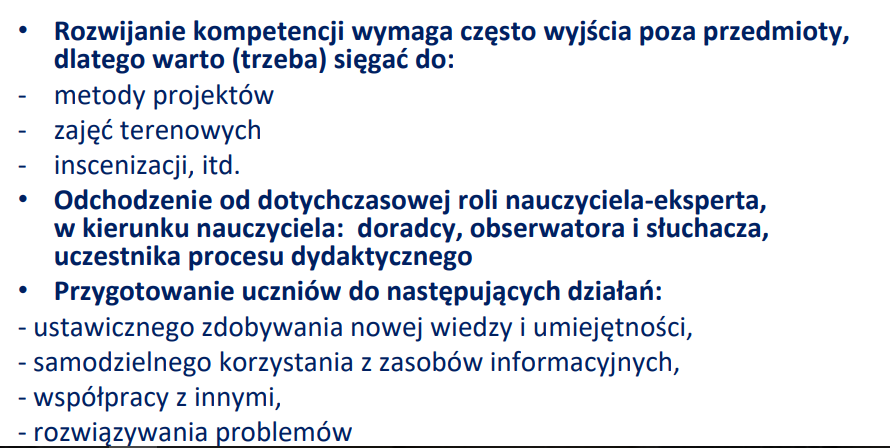 • Rozwijanie kompetencji wymaga często wyjścia poza przedmioty,
dlatego warto (trzeba) sięgać do:
- metody projektów
- zajęć terenowych
- inscenizacji, itd.
• Odchodzenie od dotychczasowej roli nauczyciela-eksperta,
w kierunku nauczyciela: doradcy, obserwatora i słuchacza,
uczestnika procesu dydaktycznego
• Przygotowanie uczniów do następujących działań:
- ustawicznego zdobywania nowej wiedzy i umiejętności,
- samodzielnego korzystania z zasobów informacyjnych,
- współpracy z innymi,
- rozwiązywania problemów